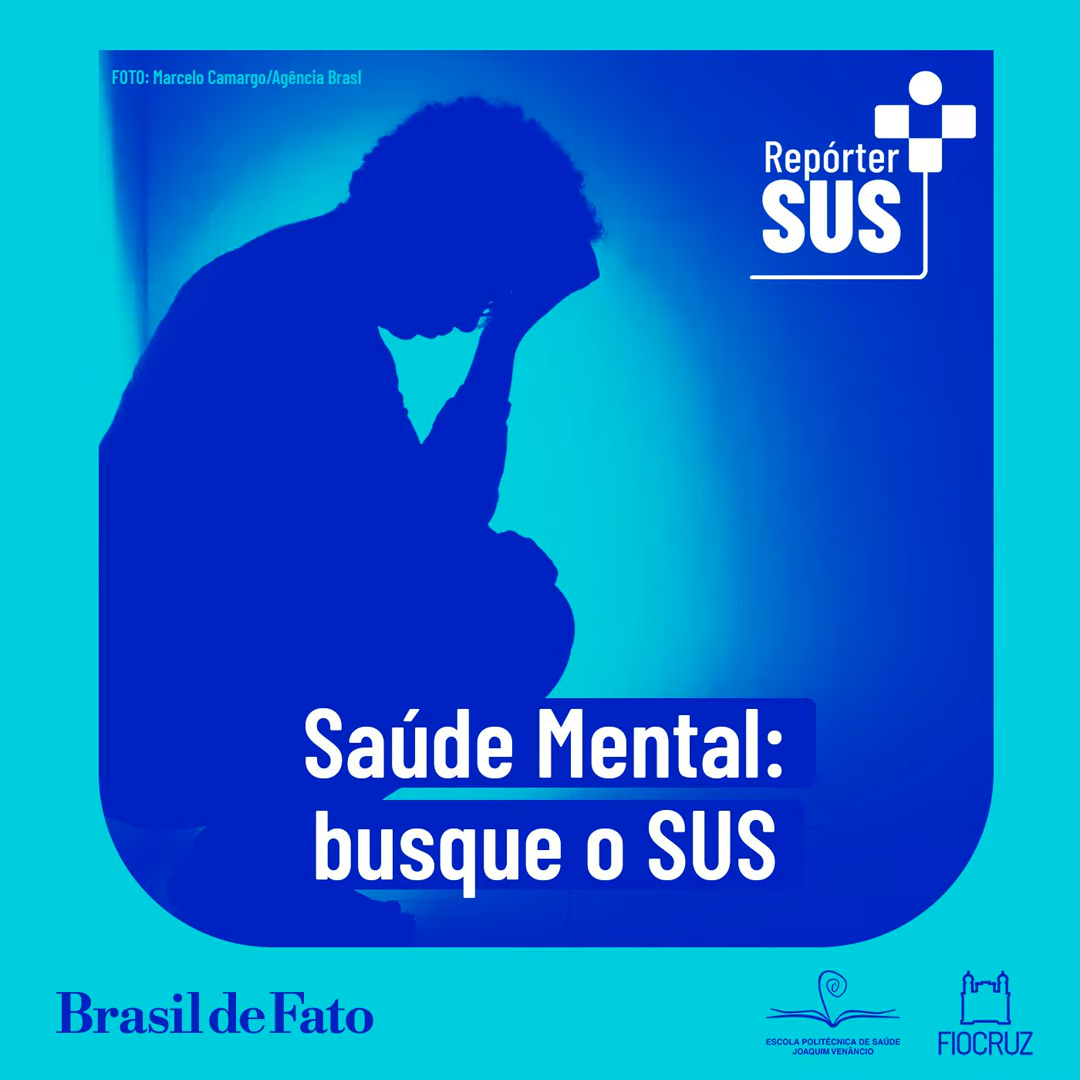 FOTO: Marcelo Camargo/Agência Brasl
Repórter
SUS
Saúde Mental:
busque o SUS
Brasil de Fato
ESCOLA POLITÉCNICA DE SAÚDE
JOAQUIM VENÂNCIO
FIOCRUZ